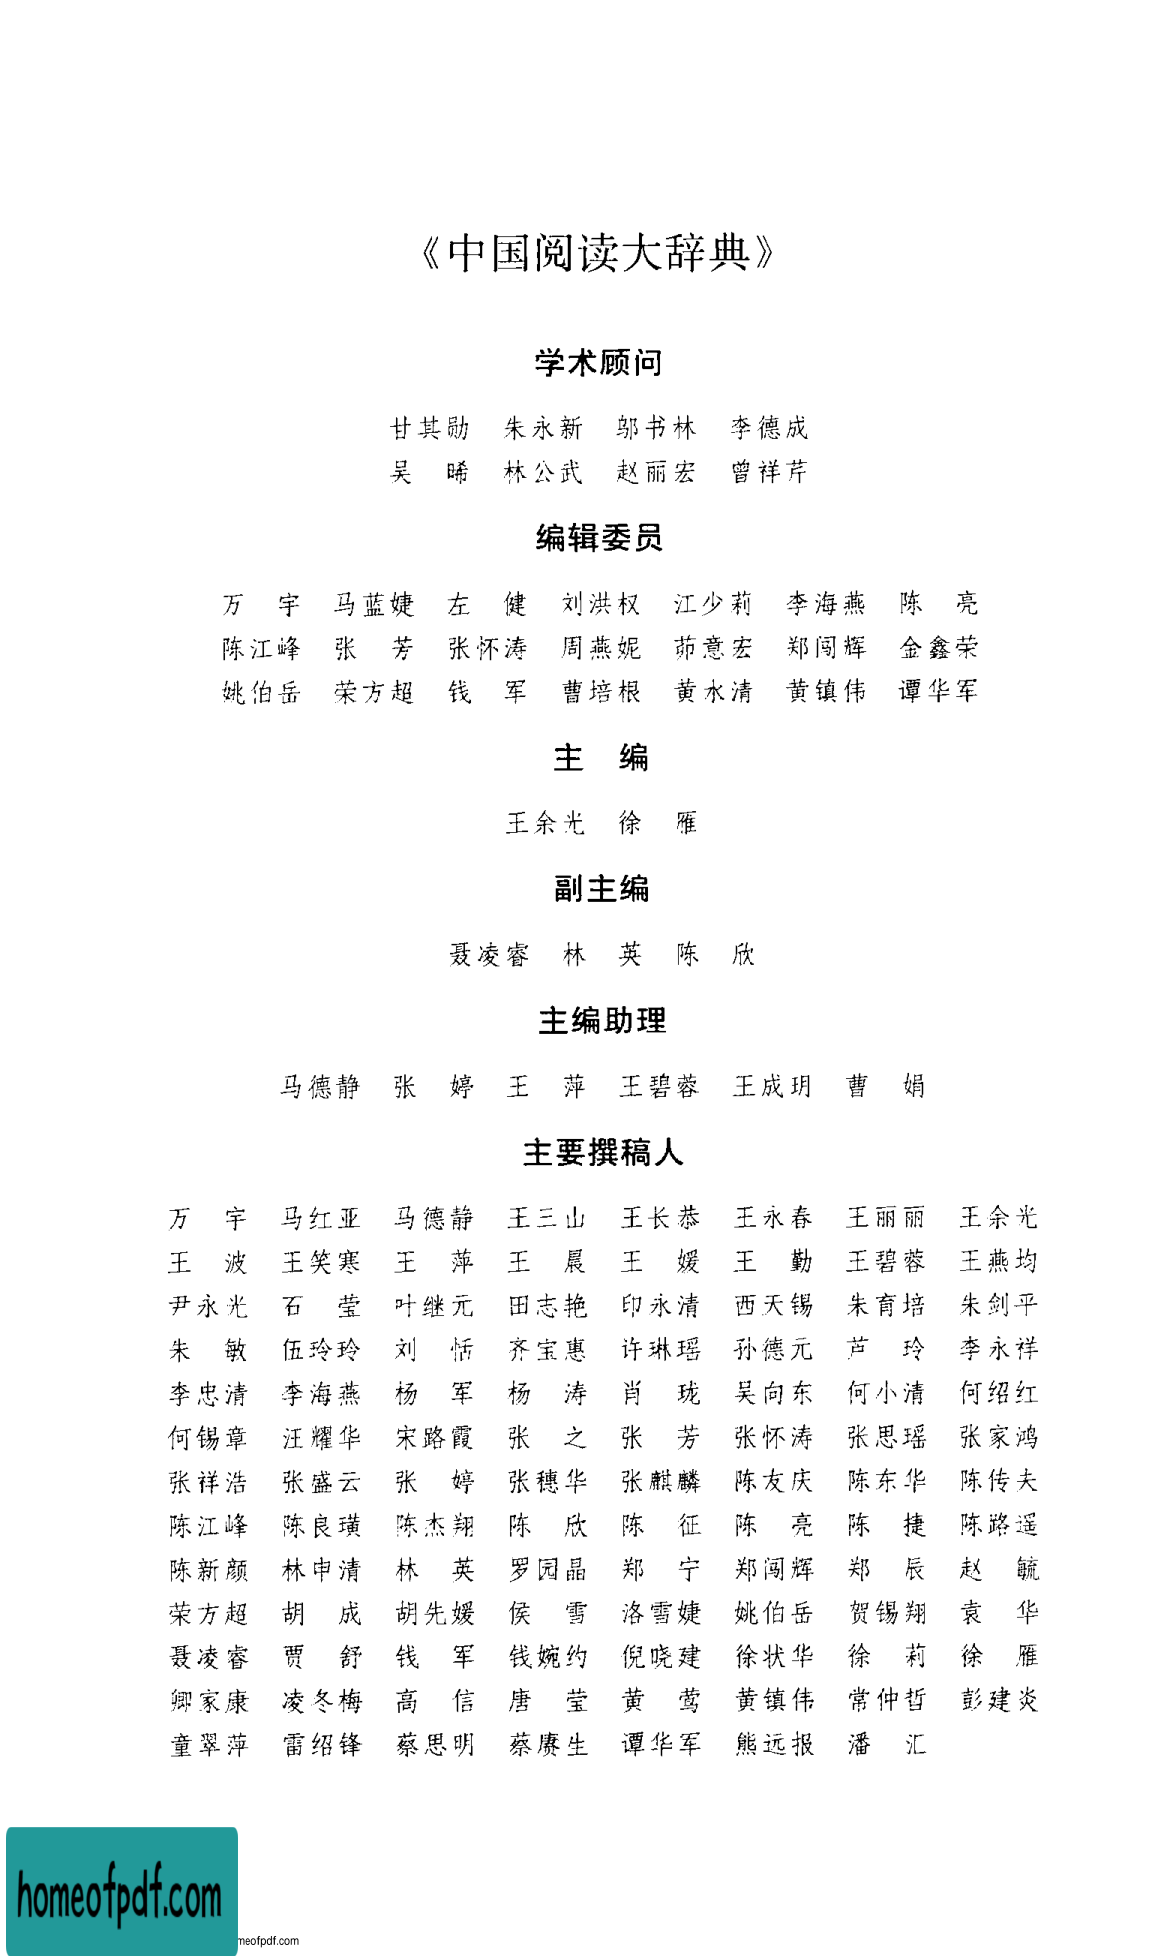 《中国阅读大辞典》
学术顾问
甘其勋 朱永新 邬书林 李德成
吴 晞 林公武 赵丽宏 曾祥芹
编辑委员
万 宇 马蓝婕 左 健 刘洪权 江少莉 李海燕 陈 亮
陈江峰 张 芳 张怀涛 周燕妮 茆意宏 郑闯辉 金鑫荣
姚伯岳 荣方超 钱 军 曹培根 黄水清 黄镇伟 谭华军
主 编
王余光 徐 雁
副主编
聂凌睿 林 英 陈 欣
主编助理
马德静 张 婷 王 萍 王碧蓉 王成玥 曹 娟
主要撰稿人
万 宇 马红亚 马德静 王三山 王长恭 王永春 王丽丽 王余光
王 波 王笑寒 王 萍 王 晨 王 媛 王 勤 王碧蓉 王燕均
尹永光 石 莹 叶继元 田志艳 印永清 西天锡 朱育培 朱剑平
朱 敏 伍玲玲 刘 恬 齐宝惠 许琳瑶 孙德元 芦 玲 李永祥
李忠清 李海燕 杨 军 杨 涛 肖 珑 吴向东 何小清 何绍红
何锡章 汪耀华 宋路霞 张 之 张 芳 张怀涛 张思瑶 张家鸿
张祥浩 张盛云 张 婷 张穗华 张麒麟 陈友庆 陈东华 陈传夫
陈江峰 陈良璜 陈杰翔 陈 欣 陈 征 陈 亮 陈 捷 陈路遥
陈新颜 林申清 林 英 罗园晶 郑 宁 郑闯辉 郑 辰 赵 毓
荣方超 胡 成 胡先媛 侯 雪 洛雪婕 姚伯岳 贺锡翔 袁 华
聂凌睿 贾 舒 钱 军 钱婉约 倪晓建 徐状华 徐 莉 徐 雁
卿家康 凌冬梅 高 信 唐 莹 黄 莺 黄镇伟 常仲哲 彭建炎
童翠萍 雷绍锋 蔡思明 蔡赓生 谭华军 熊远报 潘 汇
homeofpdf.com
meofpdf.com